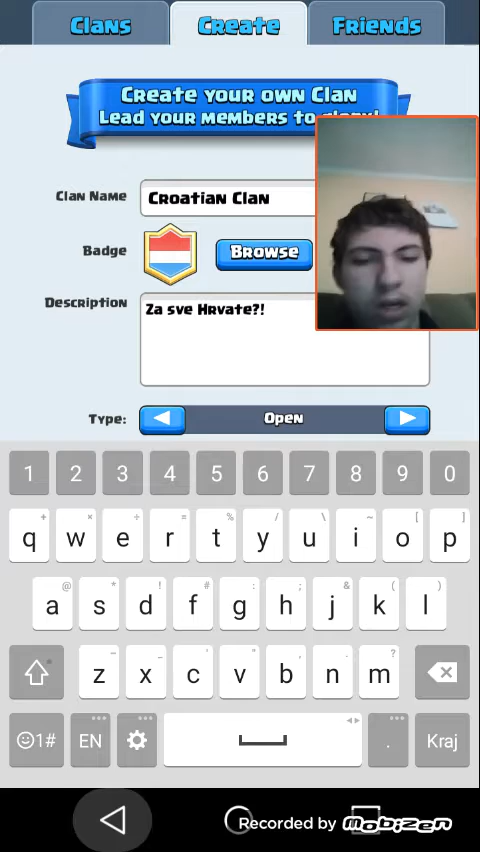 Clans Create Friends
Create your own Clan
Lead your members to glory!
Clan Name Croatian Clan
Badge Browse
Description Za sve Hrvate?!
Type: Open
1 2 3 4 5 6 7 8 9 0
+ × ÷ = % / \ ~ [ ]
q w e r t y u i o p
@ * ! # : ; & ( )
a s d f g h j k l
- _ ' " , . ?
z x c v b n m
☺1# EN . Kraj
Recorded by Mobizen